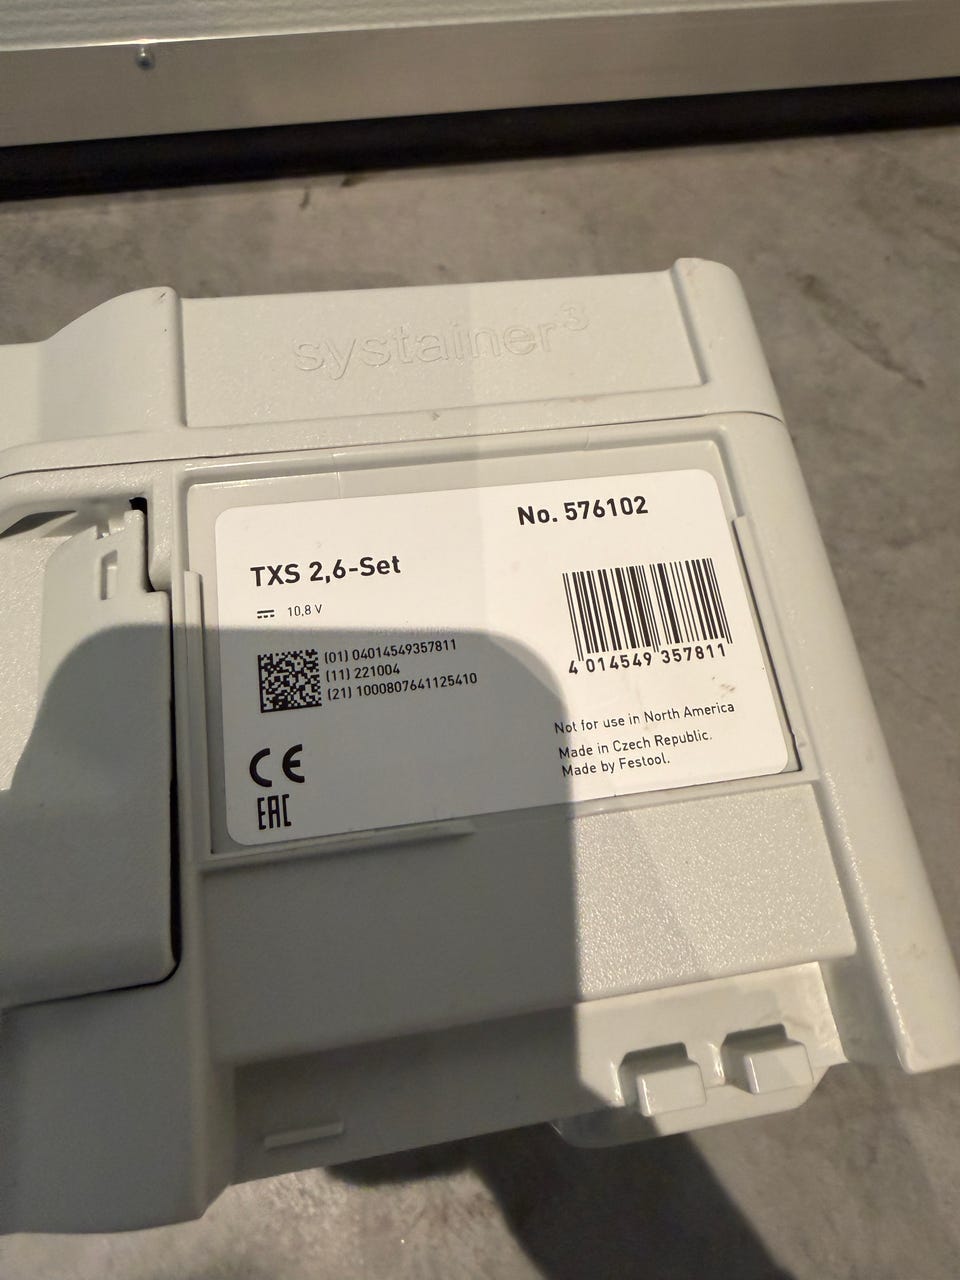 systainer³
No. 576102
TXS 2,6-Set
10,8 V
(01) 04014549357811
(11) 221004
(21) 1000807641125410
4 014549 357811
Not for use in North America
Made in Czech Republic.
Made by Festool.
CE
EAC